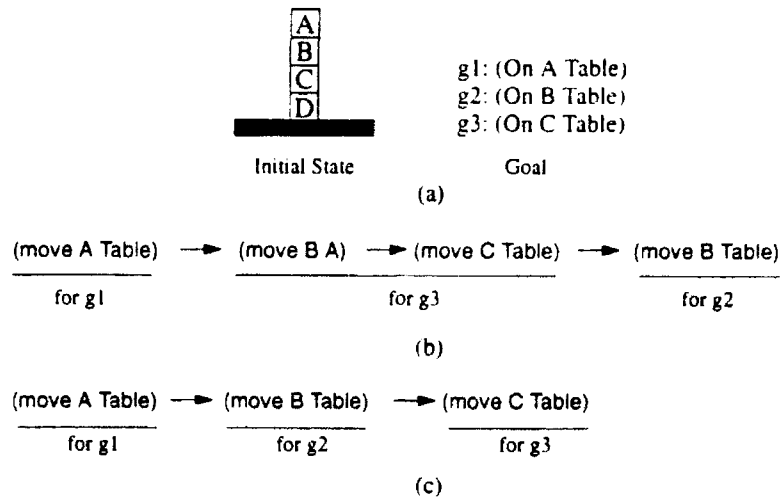 A
B
C
D
g1: (On A Table)
g2: (On B Table)
g3: (On C Table)
Initial State
Goal
(a)
(move A Table) → (move B A) → (move C Table) → (move B Table)
for g1 for g3 for g2
(b)
(move A Table) → (move B Table) → (move C Table)
for g1 for g2 for g3
(c)